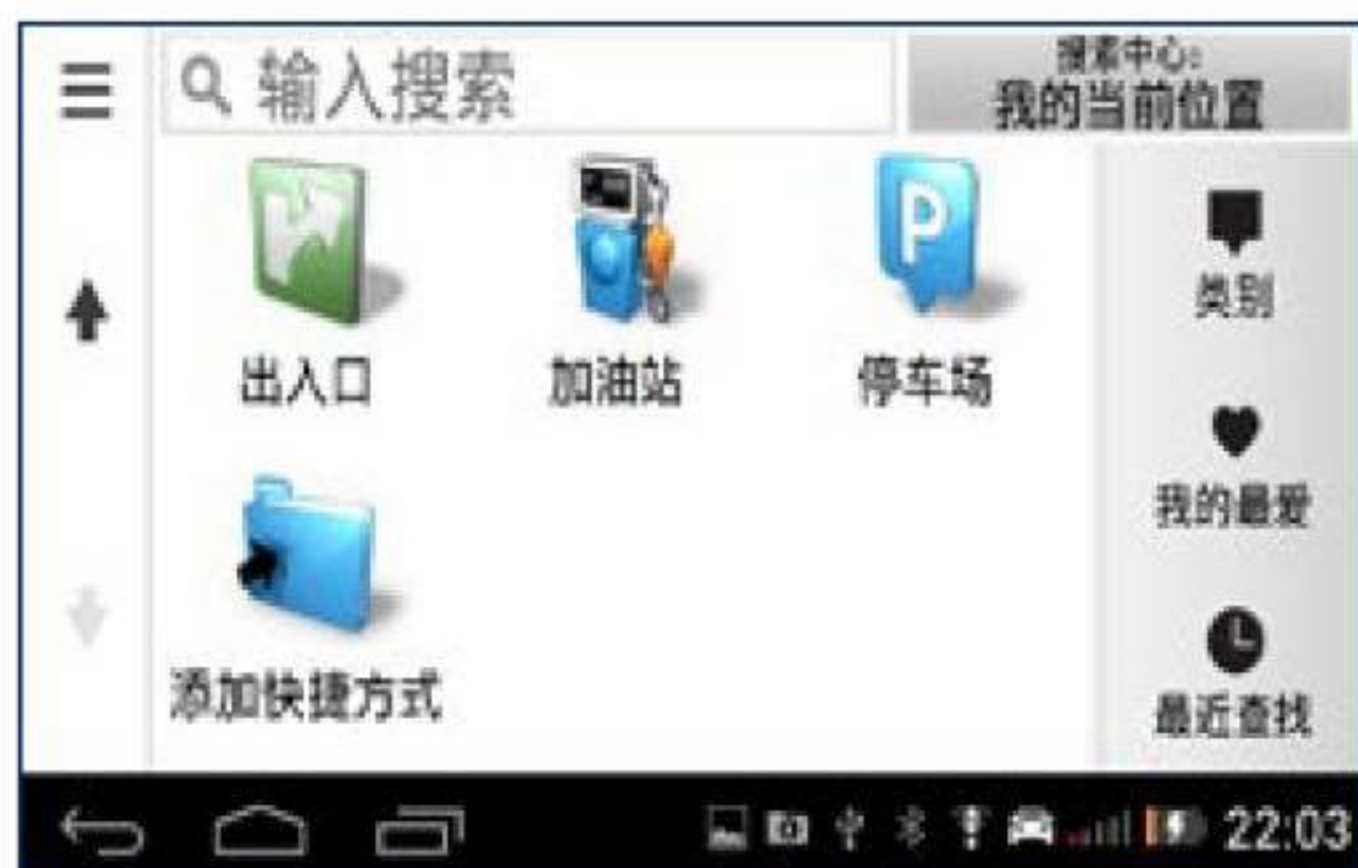 输入搜索
搜索中心:
我的当前位置
出入口
加油站
停车场
类别
我的最爱
添加快捷方式
最近查找
22:03